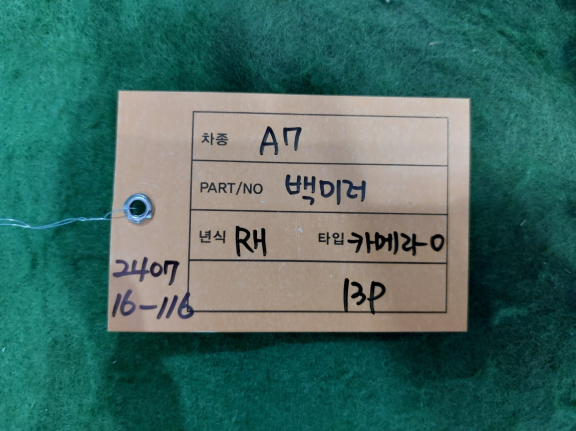 차종 A7
PART/NO 백미러
년식 RH 타입 카메라 O
13P
2407
16-116